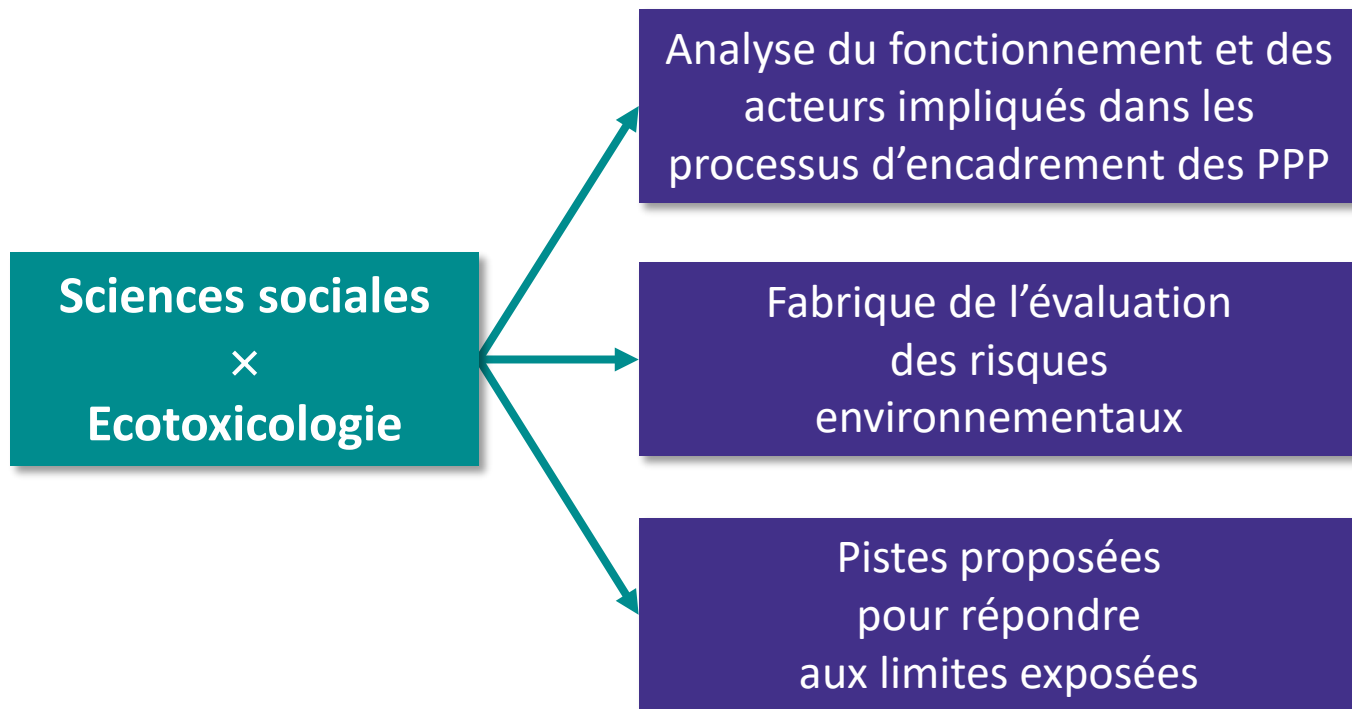 Analyse du fonctionnement et des
acteurs impliqués dans les
processus d’encadrement des PPP
Sciences sociales
×
Ecotoxicologie
Fabrique de l’évaluation
des risques
environnementaux
Pistes proposées
pour répondre
aux limites exposées